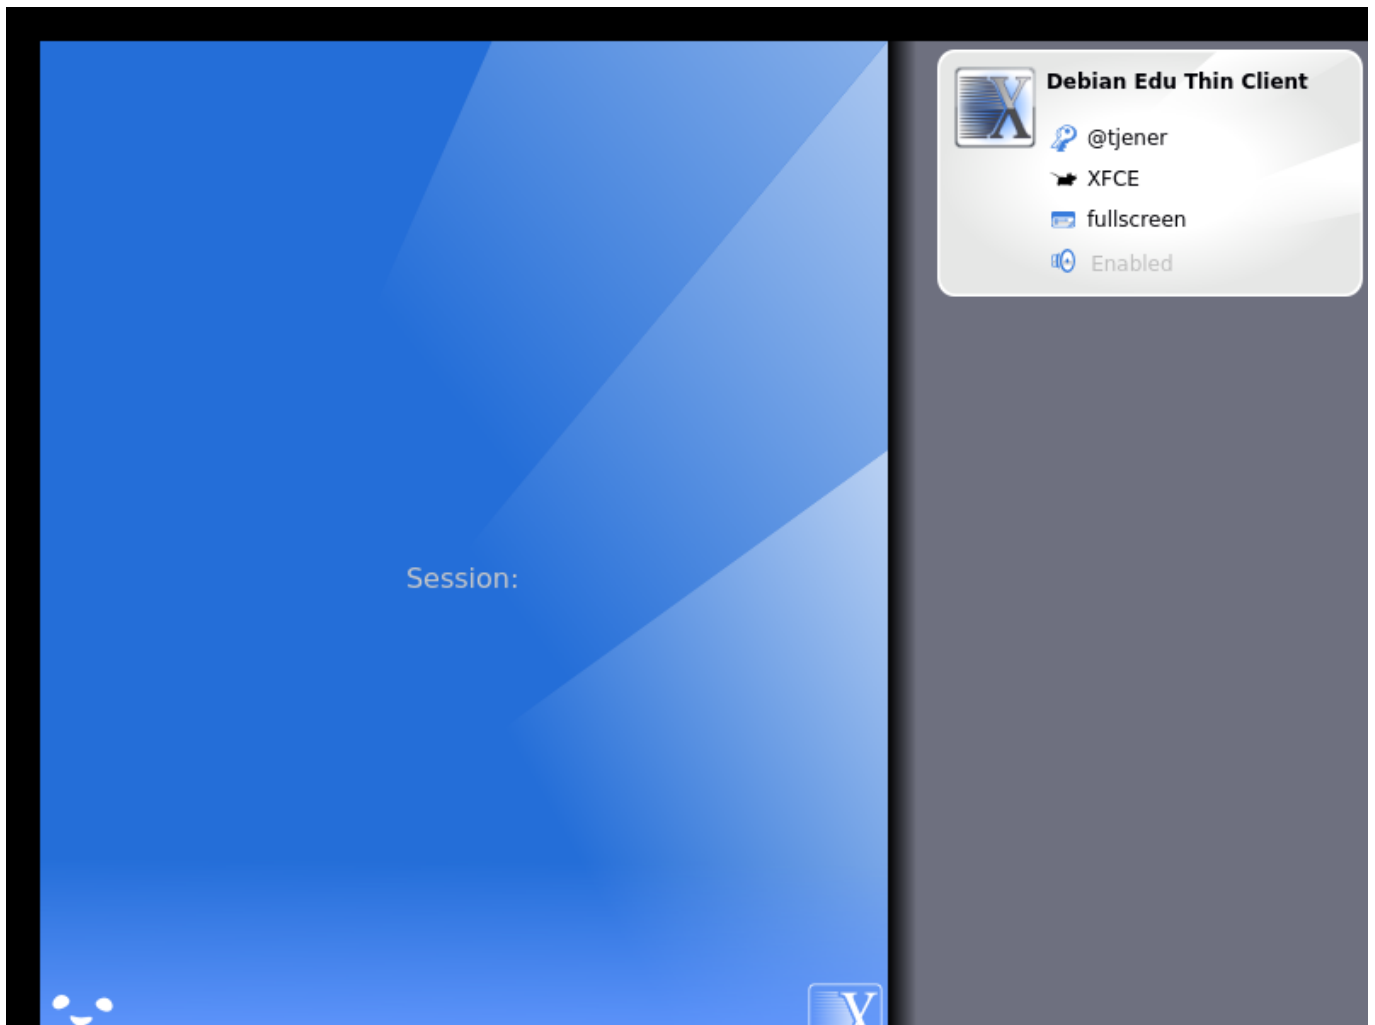 Session:
Debian Edu Thin Client
@tjener
XFCE
fullscreen
Enabled